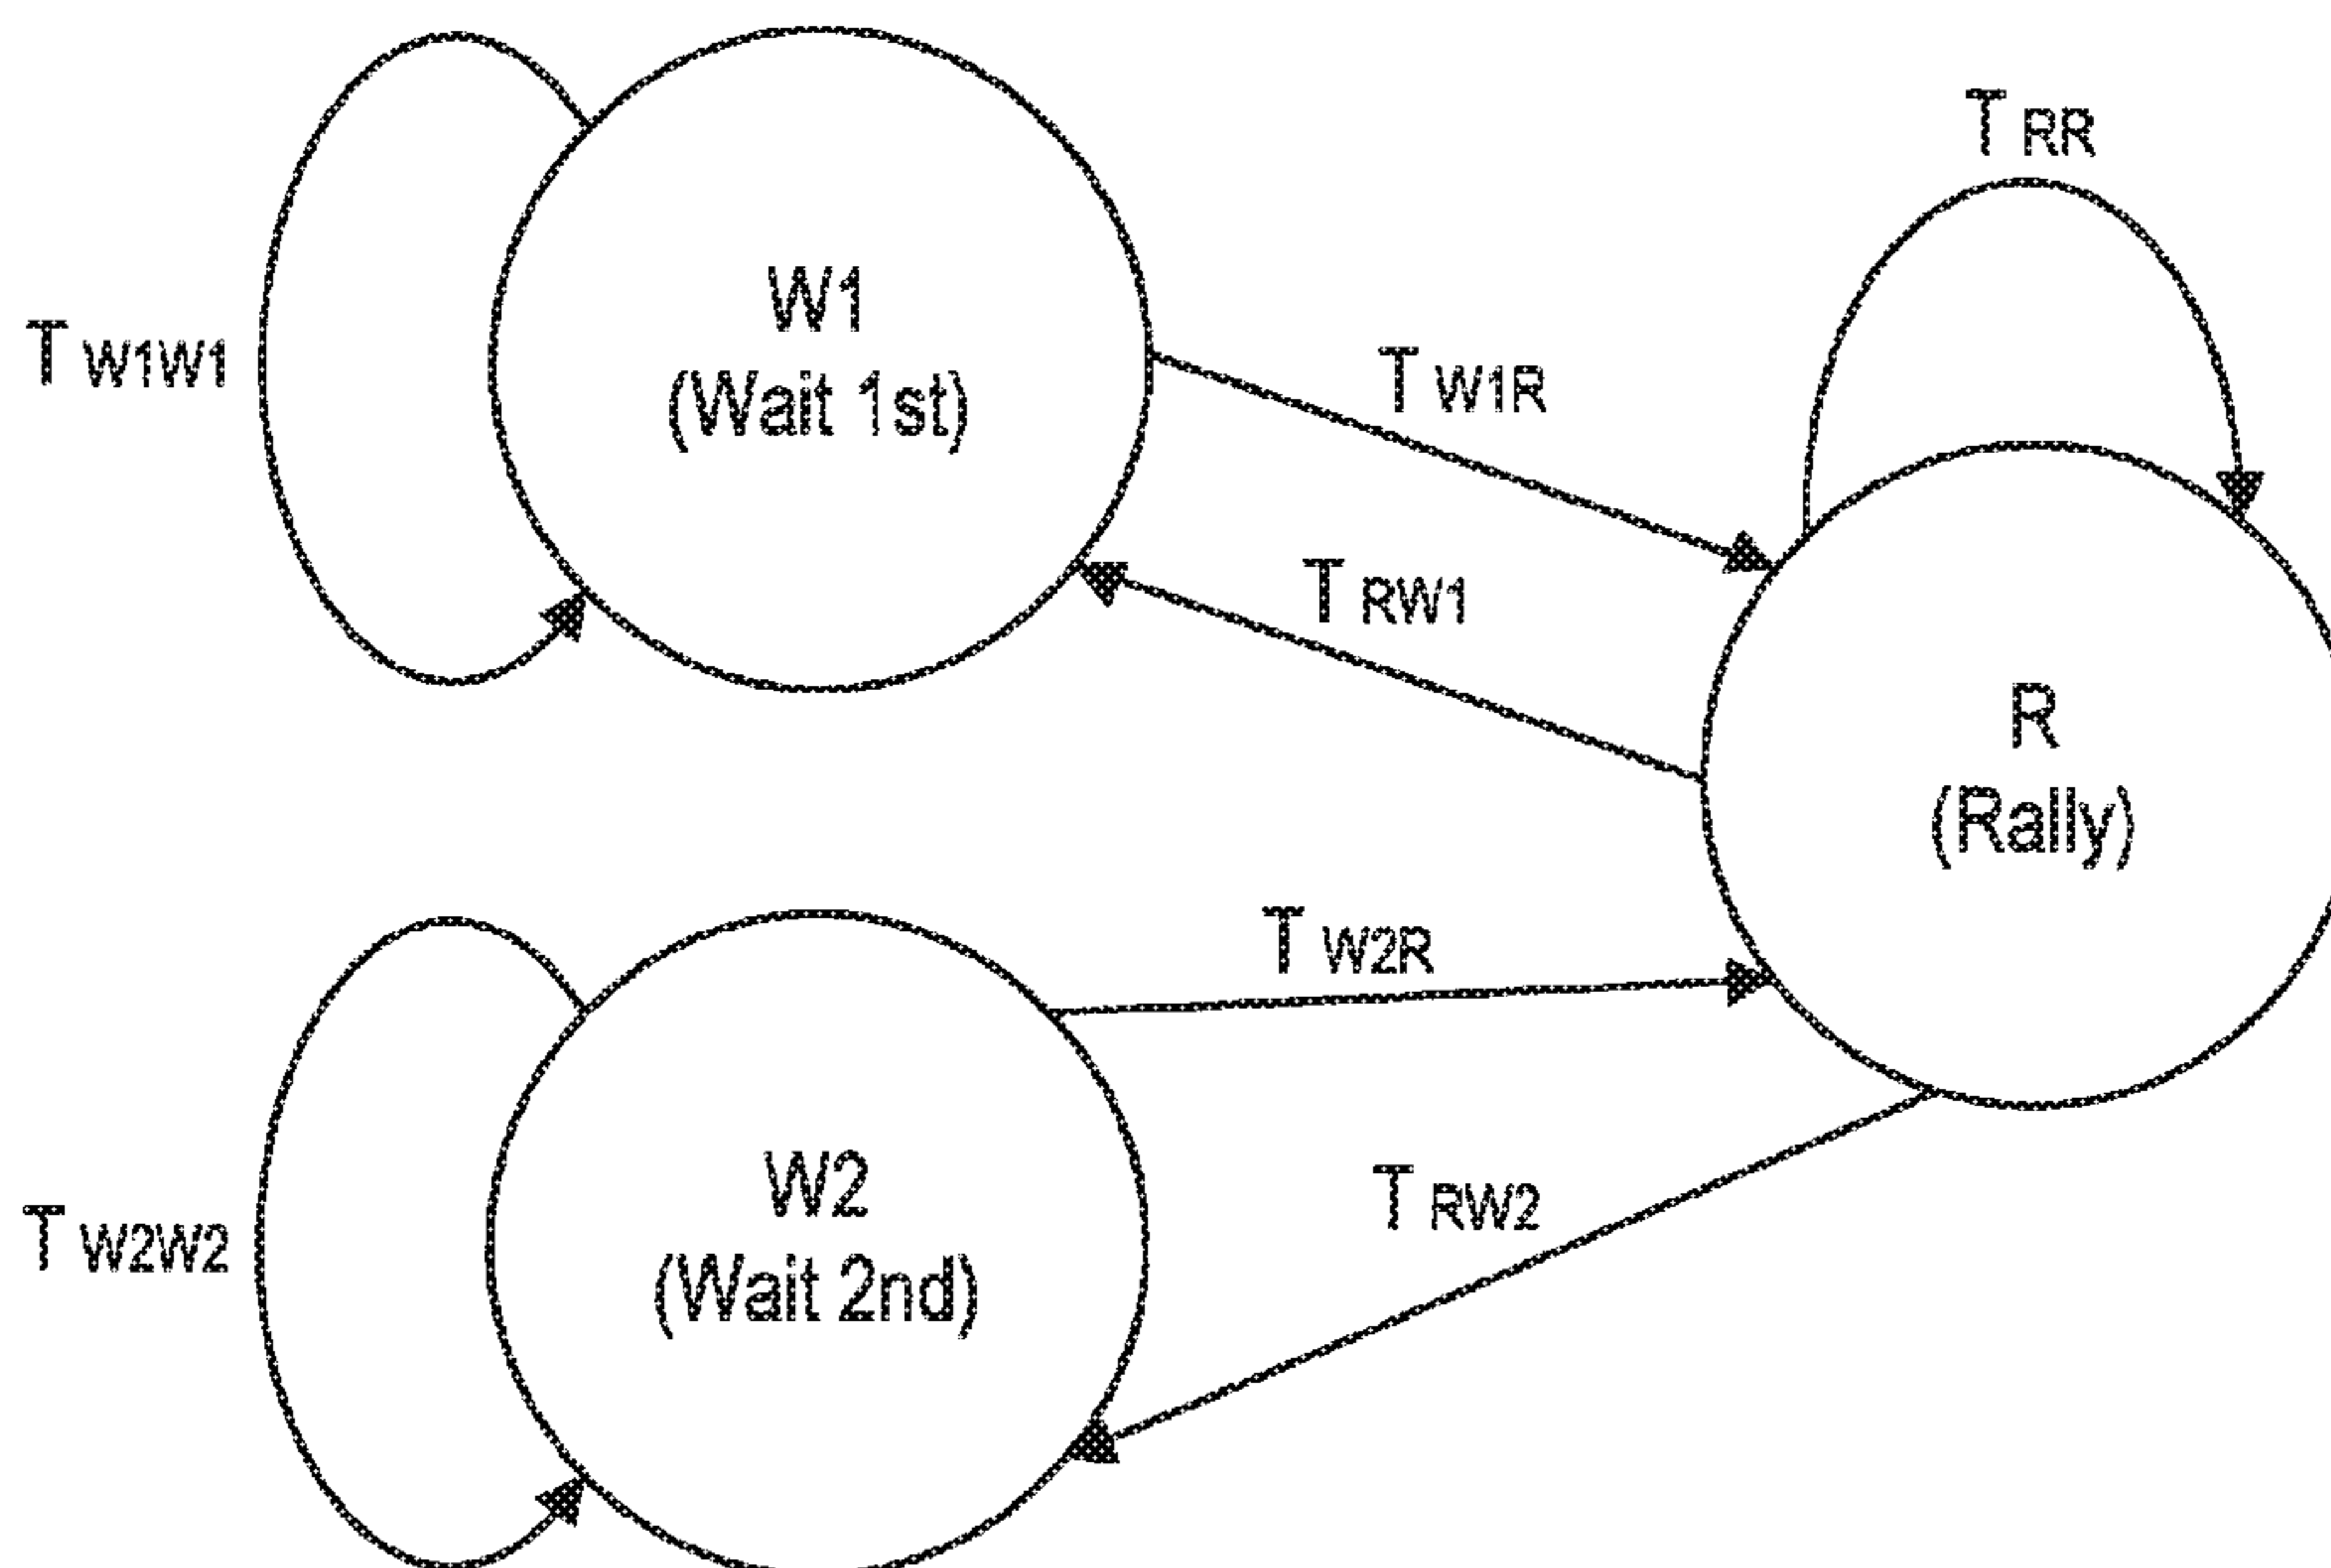 T RR
W1
(Wait 1st)
T W1W1
T W1R
T RW1
R
(Rally)
T W2R
W2
(Wait 2nd)
T W2W2
T RW2